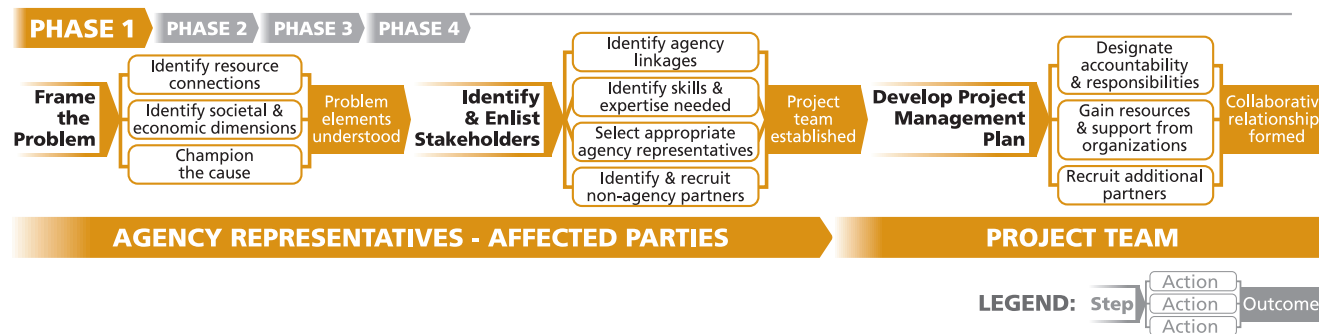 PHASE 1
PHASE 2
PHASE 3
PHASE 4
Frame
the
Problem
Identify resource
connections
Identify societal &
economic dimensions
Champion
the cause
Problem
elements
understood
Identify
& Enlist
Stakeholders
Identify agency
linkages
Identify skills &
expertise needed
Select appropriate
agency representatives
Identify & recruit
non-agency partners
Project
team
established
Develop Project
Management
Plan
Designate
accountability
& responsibilities
Gain resources
& support from
organizations
Recruit additional
partners
Collaborativ
relationship
formed
AGENCY REPRESENTATIVES - AFFECTED PARTIES
PROJECT TEAM
LEGEND:
Step
Action
Action
Action
Outcome